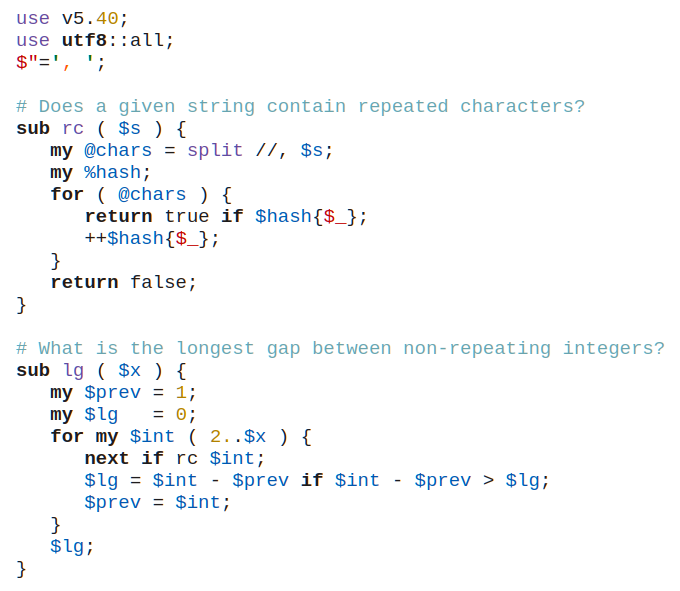 use v5.40;
use utf8::all;
$"=', ';

# Does a given string contain repeated characters?
sub rc ( $s ) {
   my @chars = split //, $s;
   my %hash;
   for ( @chars ) {
      return true if $hash{$_};
      ++$hash{$_};
   }
   return false;
}

# What is the longest gap between non-repeating integers?
sub lg ( $x ) {
   my $prev = 1;
   my $lg   = 0;
   for my $int ( 2..$x ) {
      next if rc $int;
      $lg = $int - $prev if $int - $prev > $lg;
      $prev = $int;
   }
   $lg;
}